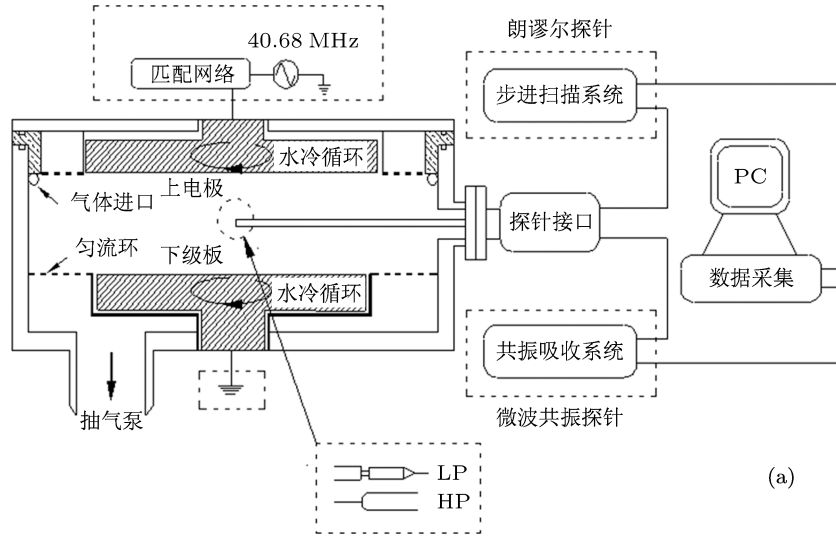 朗谬尔探针
40.68 MHz
匹配网络
步进扫描系统
水冷循环
上电极
气体进口
PC
探针接口
匀流环
下级板
数据采集
水冷循环
共振吸收系统
抽气泵
微波共振探针
LP
HP
(a)